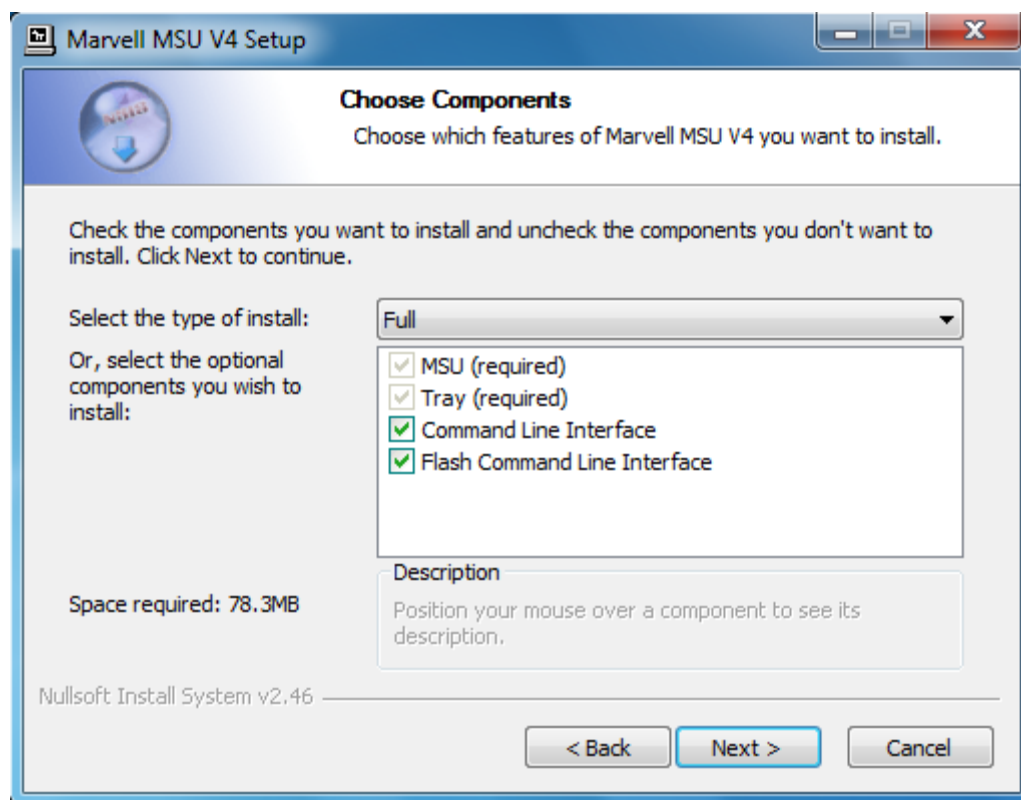 Marvell MSU V4 Setup
NSIS
Choose Components
Choose which features of Marvell MSU V4 you want to install.
Check the components you want to install and uncheck the components you don't want to
install. Click Next to continue.
Select the type of install:
Full
Or, select the optional
components you wish to
install:
MSU (required)
Tray (required)
Command Line Interface
Flash Command Line Interface
Space required: 78.3MB
Description
Position your mouse over a component to see its
description.
Nullsoft Install System v2.46
< Back
Next >
Cancel